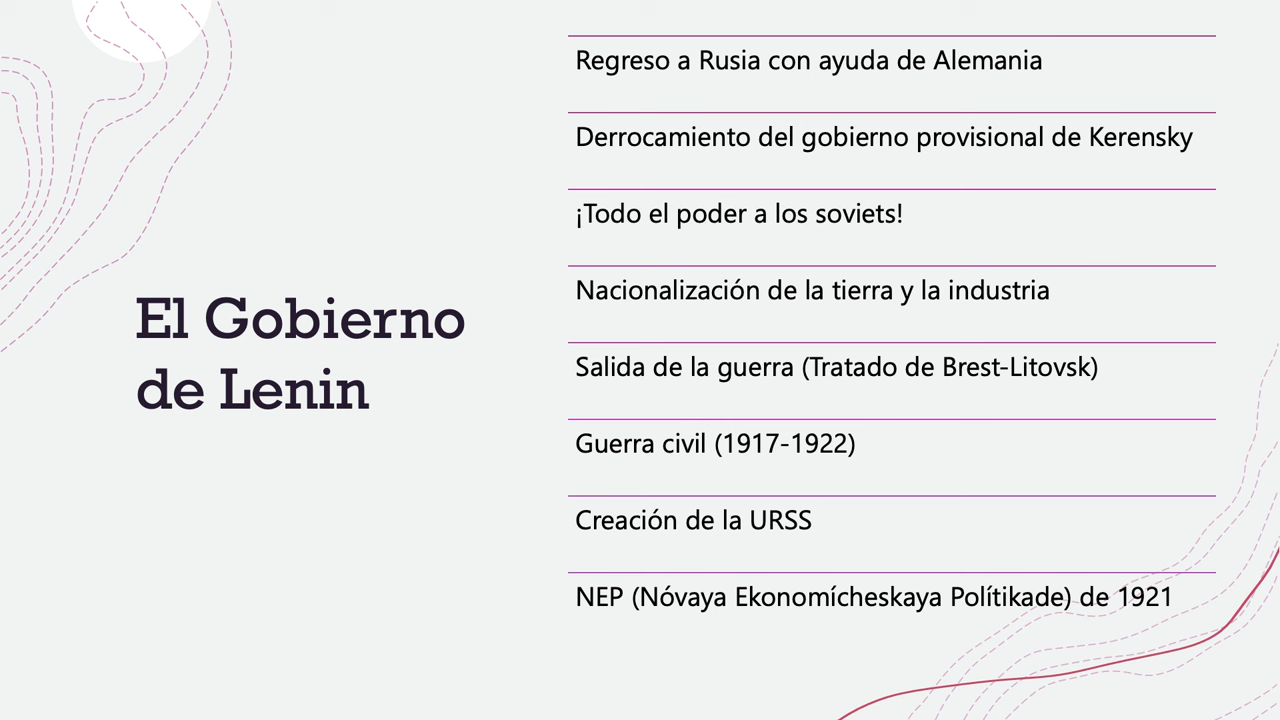 El Gobierno
de Lenin
Regreso a Rusia con ayuda de Alemania
Derrocamiento del gobierno provisional de Kerensky
¡Todo el poder a los soviets!
Nacionalización de la tierra y la industria
Salida de la guerra (Tratado de Brest-Litovsk)
Guerra civil (1917-1922)
Creación de la URSS
NEP (Nóvaya Ekonomícheskaya Polítikade) de 1921